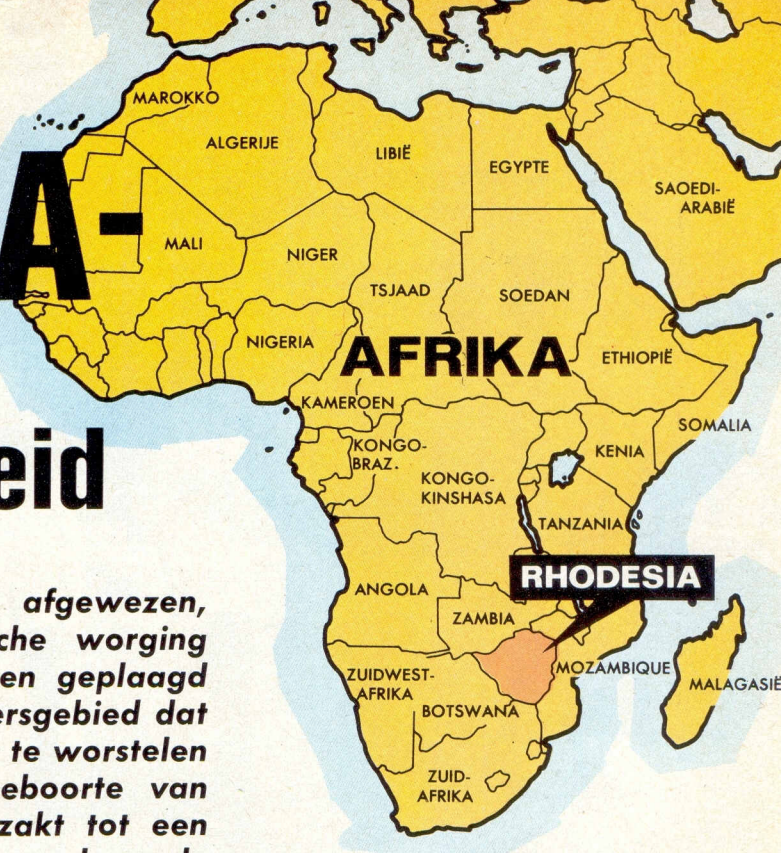 MAROKKO
ALGERIJE
LIBIË
EGYPTE
SAOEDI-
ARABIË
A-
MALI
NIGER
TSJAAD
SOEDAN
NIGERIA
AFRIKA
ETHIOPIË
KAMEROEN
SOMALIA
KONGO-
BRAZ.
KENIA
KONGO-
KINSHASA
eid
TANZANIA
RHODESIA
ANGOLA
ZAMBIA
MOZAMBIQUE
ZUIDWEST-
AFRIKA
MALAGASIË
BOTSWANA
ZUID-
AFRIKA
afgewezen,
che worging
en geplaagd
ersgebied dat
te worstelen
eboorte van
zakt tot een